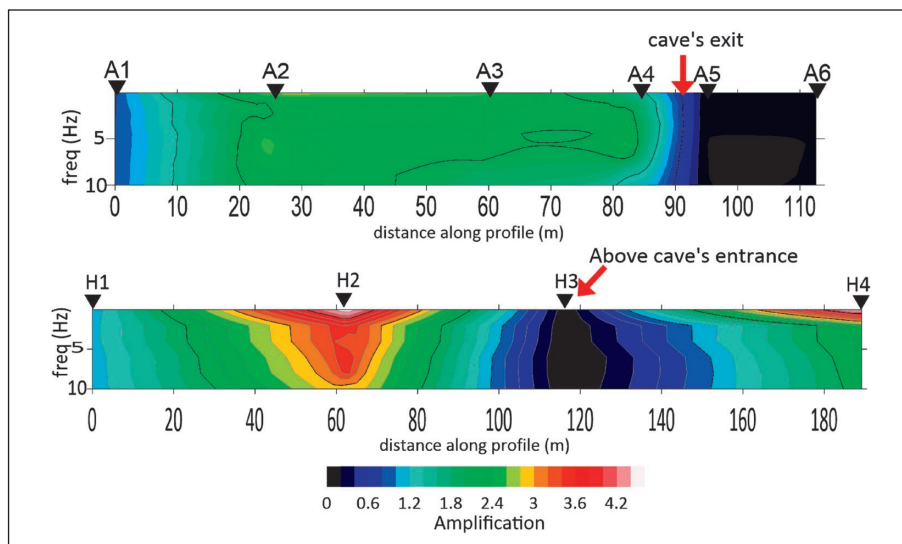 cave's exit
A1 A2 A3 A4 A5 A6
freq (Hz)
5
10
0 10 20 30 40 50 60 70 80 90 100 110
distance along profile (m)
Above cave's entrance
H1 H2 H3 H4
freq (Hz)
5
10
0 20 40 60 80 100 120 140 160 180
distance along profile (m)
0 0.6 1.2 1.8 2.4 3 3.6 4.2
Amplification